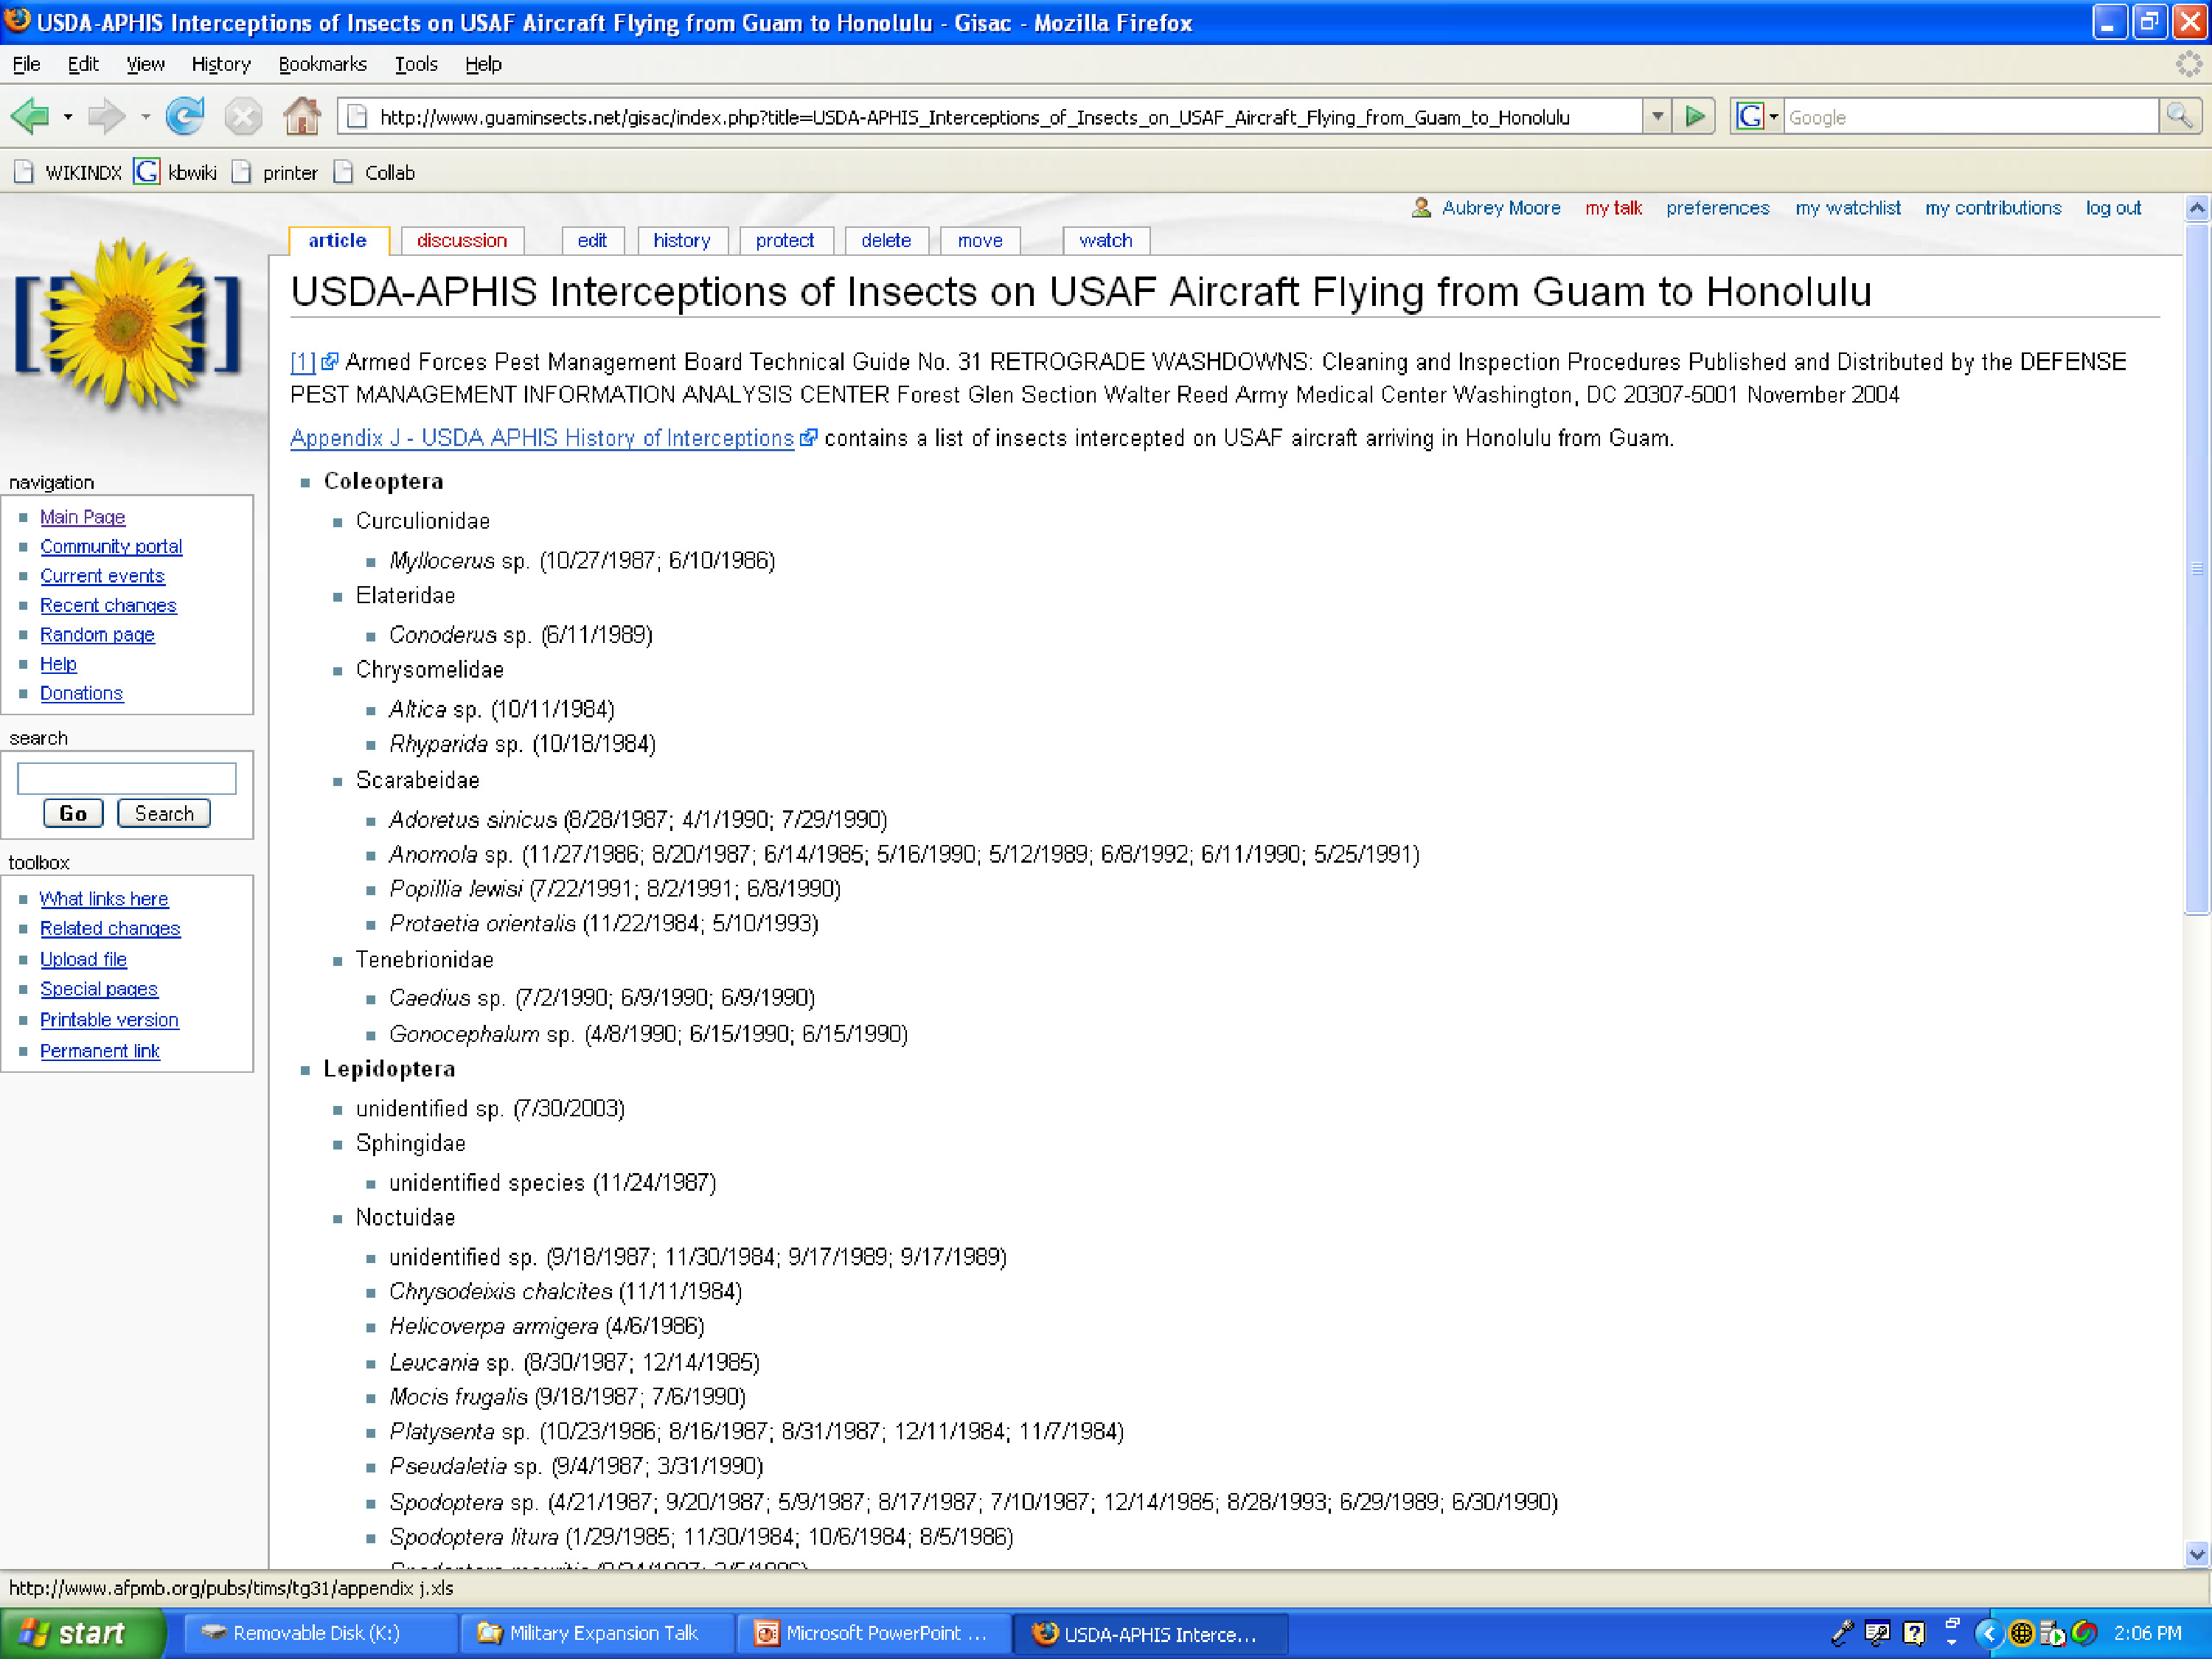 USDA-APHIS Interceptions of Insects on USAF Aircraft Flying from Guam to Honolulu - Gisac - Mozilla Firefox
File Edit View History Bookmarks Tools Help
http://www.guaminsects.net/gisac/index.php?title=USDA-APHIS_Interceptions_of_Insects_on_USAF_Aircraft_Flying_from_Guam_to_Honolulu
G Google
WIKINDX G kbwiki printer Collab
Aubrey Moore my talk preferences my watchlist my contributions log out
article discussion edit history protect delete move watch
USDA-APHIS Interceptions of Insects on USAF Aircraft Flying from Guam to Honolulu
[1] Armed Forces Pest Management Board Technical Guide No. 31 RETROGRADE WASHDOWNS: Cleaning and Inspection Procedures Published and Distributed by the DEFENSE
PEST MANAGEMENT INFORMATION ANALYSIS CENTER Forest Glen Section Walter Reed Army Medical Center Washington, DC 20307-5001 November 2004
Appendix J - USDA APHIS History of Interceptions contains a list of insects intercepted on USAF aircraft arriving in Honolulu from Guam.
Coleoptera
Curculionidae
Myllocerus sp. (10/27/1987; 6/10/1986)
Elateridae
Conoderus sp. (6/11/1989)
Chrysomelidae
Altica sp. (10/11/1984)
Rhyparida sp. (10/18/1984)
Scarabeidae
Adoretus sinicus (8/28/1987; 4/1/1990; 7/29/1990)
Anomola sp. (11/27/1986; 8/20/1987; 6/14/1985; 5/16/1990; 5/12/1989; 6/8/1992; 6/11/1990; 5/25/1991)
Popillia lewisi (7/22/1991; 8/2/1991; 6/8/1990)
Protaetia orientalis (11/22/1984; 5/10/1993)
Tenebrionidae
Caedius sp. (7/2/1990; 6/9/1990; 6/9/1990)
Gonocephalum sp. (4/8/1990; 6/15/1990; 6/15/1990)
Lepidoptera
unidentified sp. (7/30/2003)
Sphingidae
unidentified species (11/24/1987)
Noctuidae
unidentified sp. (9/18/1987; 11/30/1984; 9/17/1989; 9/17/1989)
Chrysodeixis chalcites (11/11/1984)
Helicoverpa armigera (4/6/1986)
Leucania sp. (8/30/1987; 12/14/1985)
Mocis frugalis (9/18/1987; 7/6/1990)
Platysenta sp. (10/23/1986; 8/16/1987; 8/31/1987; 12/11/1984; 11/7/1984)
Pseudaletia sp. (9/4/1987; 3/31/1990)
Spodoptera sp. (4/21/1987; 9/20/1987; 5/9/1987; 8/17/1987; 7/10/1987; 12/14/1985; 8/28/1993; 6/29/1989; 6/30/1990)
Spodoptera litura (1/29/1985; 11/30/1984; 10/6/1984; 8/5/1986)
navigation
Main Page
Community portal
Current events
Recent changes
Random page
Help
Donations
search
Go Search
toolbox
What links here
Related changes
Upload file
Special pages
Printable version
Permanent link
http://www.afpmb.org/pubs/tims/tg31/appendix j.xls
start Removable Disk (K:) Military Expansion Talk Microsoft PowerPoint ... USDA-APHIS Interce... 2:06 PM